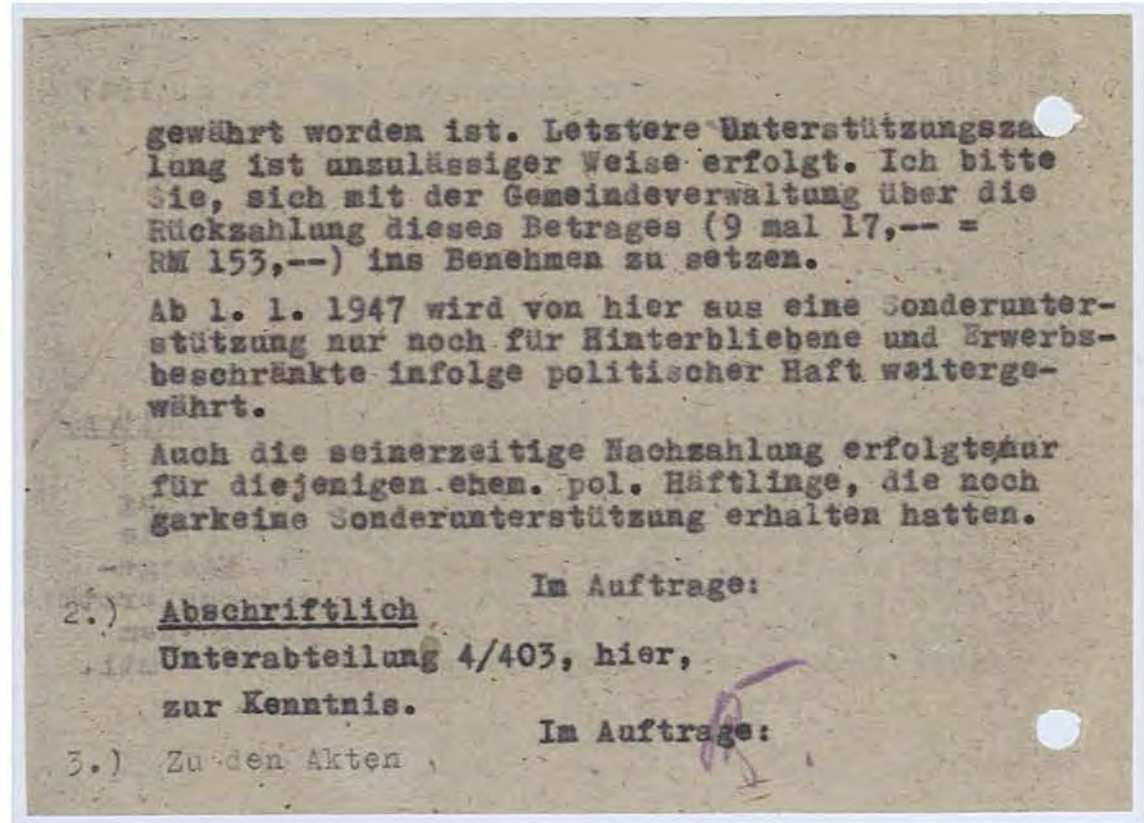 gewährt worden ist. Letztere Unterstützungsza
lung ist unzulässiger Weise erfolgt. Ich bitte
Sie, sich mit der Gemeindeverwaltung über die
Rückzahlung dieses Betrages (9 mal 17,-- =
RM 153,--) ins Benehmen zu setzen.
Ab 1. 1. 1947 wird von hier aus eine Sonderunter-
stützung nur noch für Hinterbliebene und Erwerbs-
beschränkte infolge politischer Haft weiterge-
währt.
Auch die seinerzeitige Nachzahlung erfolgte nur
für diejenigen ehem. pol. Häftlinge, die noch
garkeine Sonderunterstützung erhalten hatten.
Im Auftrage:
2.) Abschriftlich
Unterabteilung 4/403, hier,
zur Kenntnis.
Im Auftrage:
3.) Zu den Akten